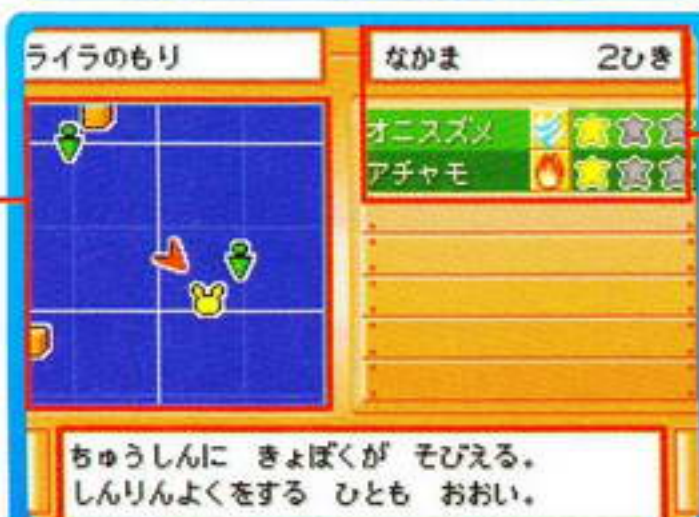 ライラのもり
なかま 2ひき
オニスズメ
アチャモ
ちゅうしんに きょぼくが そびえる。
しんりんよくをする ひとも おおい。